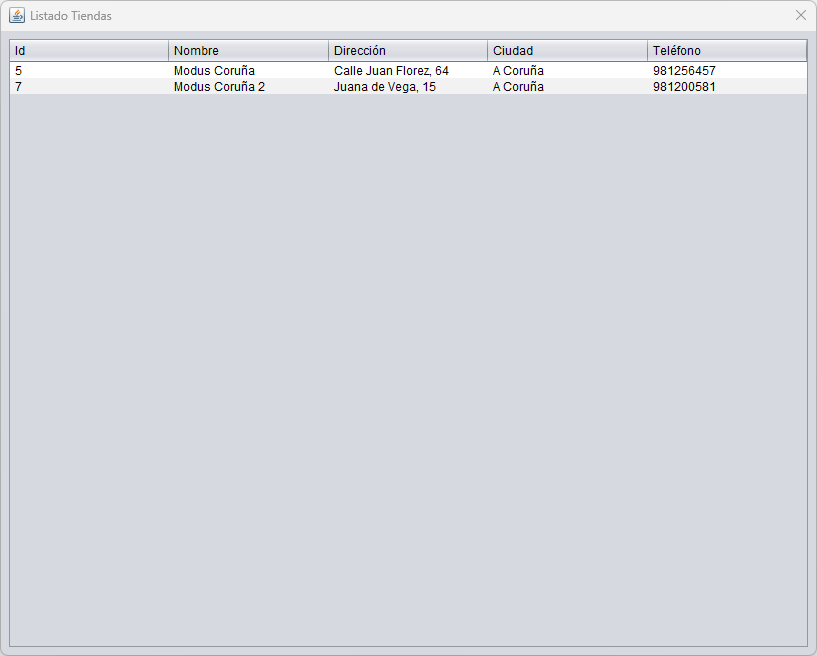 Listado Tiendas
Id Nombre Dirección Ciudad Teléfono
5 Modus Coruña Calle Juan Florez, 64 A Coruña 981256457
7 Modus Coruña 2 Juana de Vega, 15 A Coruña 981200581